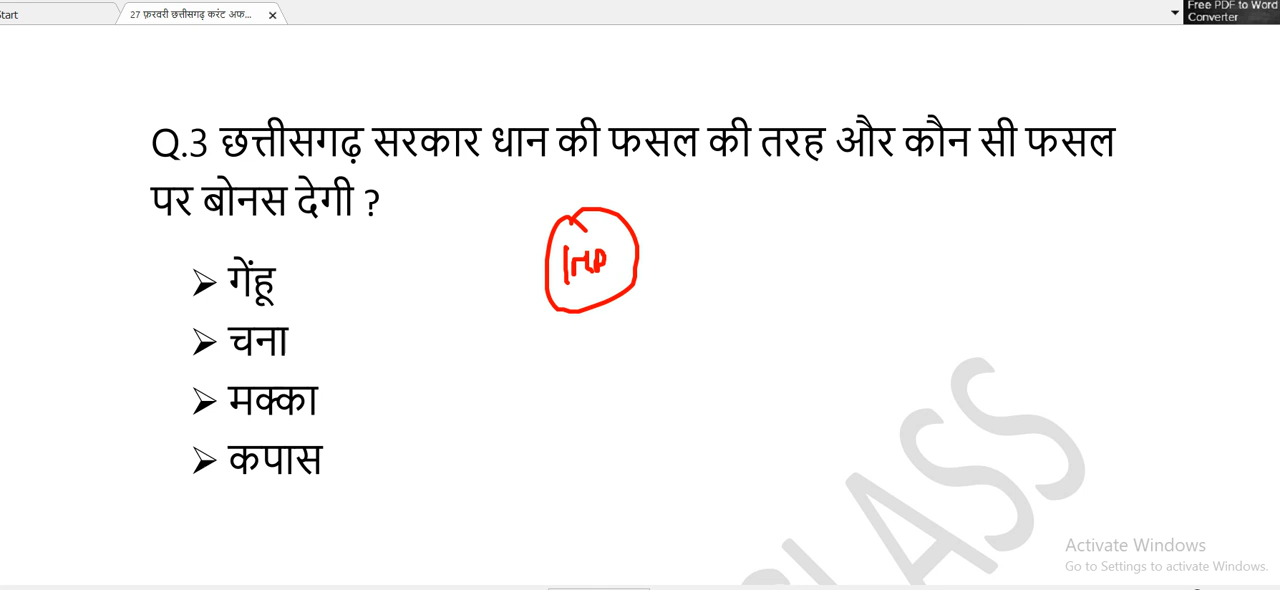 Start
27 फ़रवरी छत्तीसगढ़ करंट अफ...
Free PDF to Word
Converter
Q.3 छत्तीसगढ़ सरकार धान की फसल की तरह और कौन सी फसल
पर बोनस देगी ?
IMP
➢ गेंहू
➢ चना
➢ मक्का
➢ कपास
CLASS
Activate Windows
Go to Settings to activate Windows.